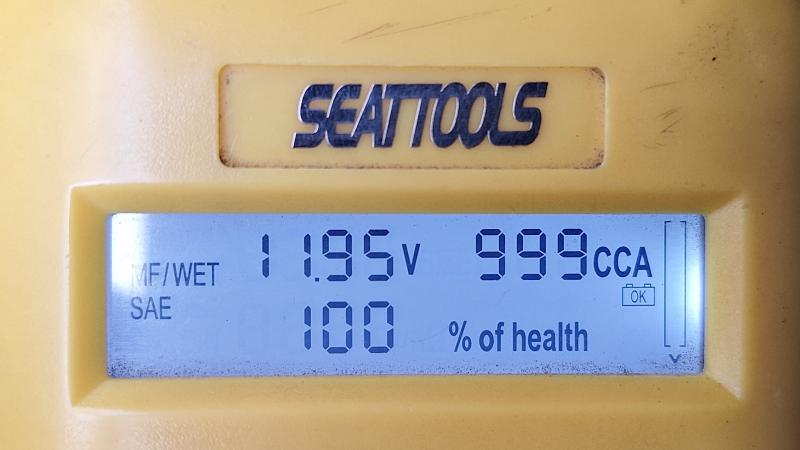 SEATTOOLS
MF/WET 11.95V 999CCA
SAE OK
100 % of health